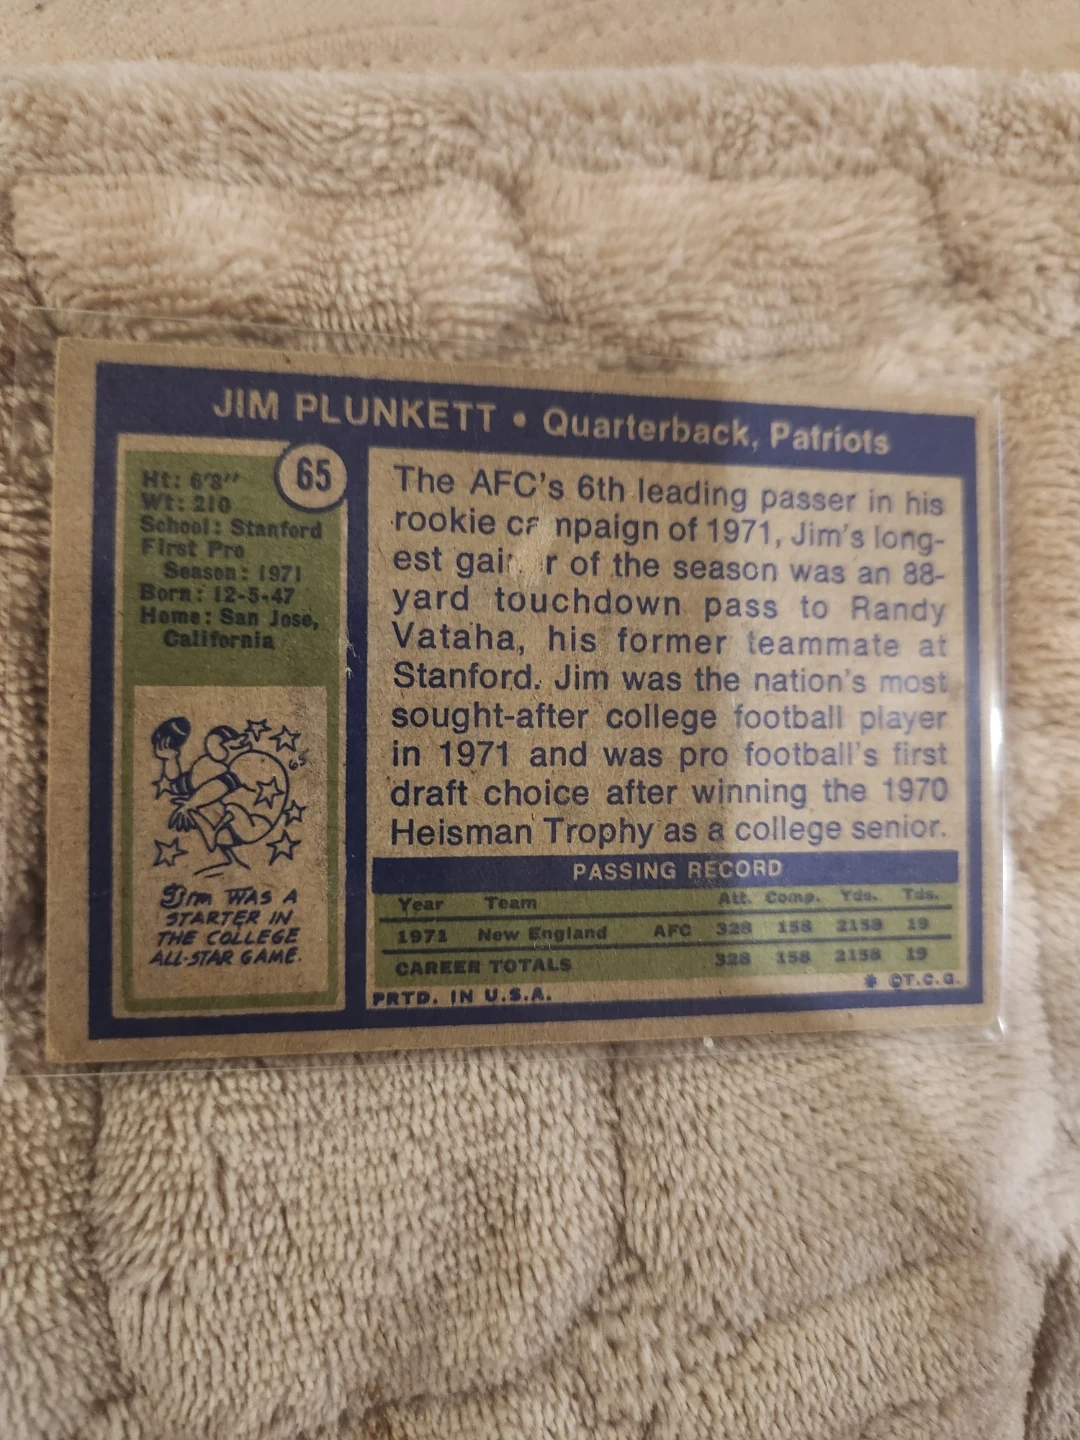 JIM PLUNKETT • Quarterback, Patriots
65
Ht: 6'3"
Wt: 210
School: Stanford
First Pro
Season: 1971
Born: 12-5-47
Home: San Jose,
California
The AFC's 6th leading passer in his
rookie ca npaign of 1971, Jim's long-
est gai r of the season was an 88-
yard touchdown pass to Randy
Vataha, his former teammate at
Stanford. Jim was the nation's most
sought-after college football player
in 1971 and was pro football's first
draft choice after winning the 1970
Heisman Trophy as a college senior.
JIM WAS A
STARTER IN
THE COLLEGE
ALL-STAR GAME.
PASSING RECORD
Year Team Att. Comp. Yds. Tds.
1971 New England AFC 328 158 2158 19
CAREER TOTALS 328 158 2158 19
PRTD. IN U.S.A. * ©T.C.G.